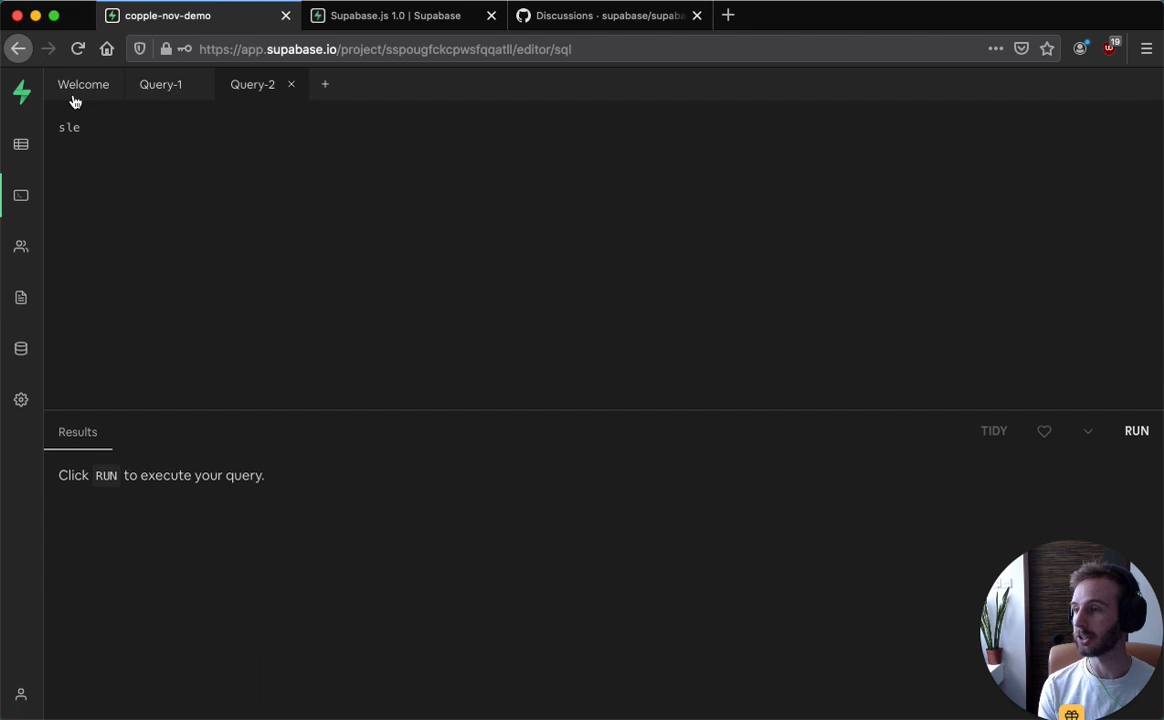 copple-nov-demo
Supabase.js 1.0 | Supabase
Discussions · supabase/supaba
https://app.supabase.io/project/sspougfckcpwsfqqatll/editor/sql
19
Welcome
Query-1
Query-2
sle
Results
TIDY
RUN
Click RUN to execute your query.